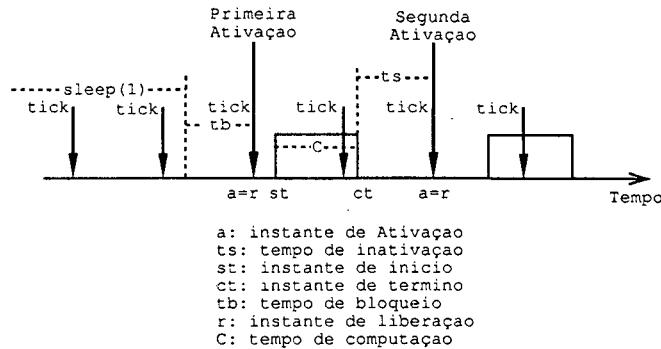 Primeira
Ativaçao
Segunda
Ativaçao
sleep(1)
ts
tick
tick
tick
tick
tick
tick
tb
C
a=r
st
ct
a=r
Tempo
a: instante de Ativaçao
ts: tempo de inativaçao
st: instante de inicio
ct: instante de termino
tb: tempo de bloqueio
r: instante de liberaçao
C: tempo de computaçao